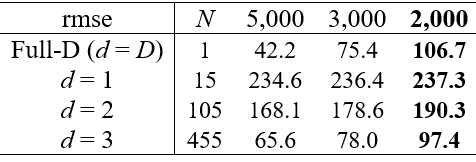 rmse N 5,000 3,000 2,000
Full-D (d = D) 1 42.2 75.4 106.7
d = 1 15 234.6 236.4 237.3
d = 2 105 168.1 178.6 190.3
d = 3 455 65.6 78.0 97.4